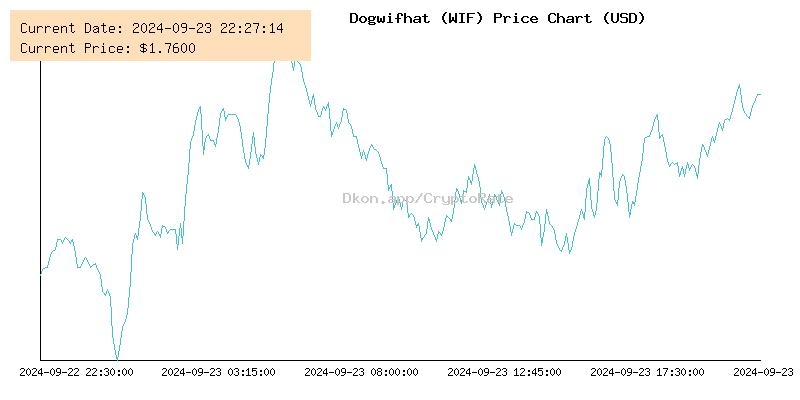 Dogwifhat (WIF) Price Chart (USD)
Current Date: 2024-09-23 22:27:14
Current Price: $1.7600
Dkon.app/CryptoRate
2024-09-22 22:30:00 2024-09-23 03:15:00 2024-09-23 08:00:00 2024-09-23 12:45:00 2024-09-23 17:30:00 2024-09-23